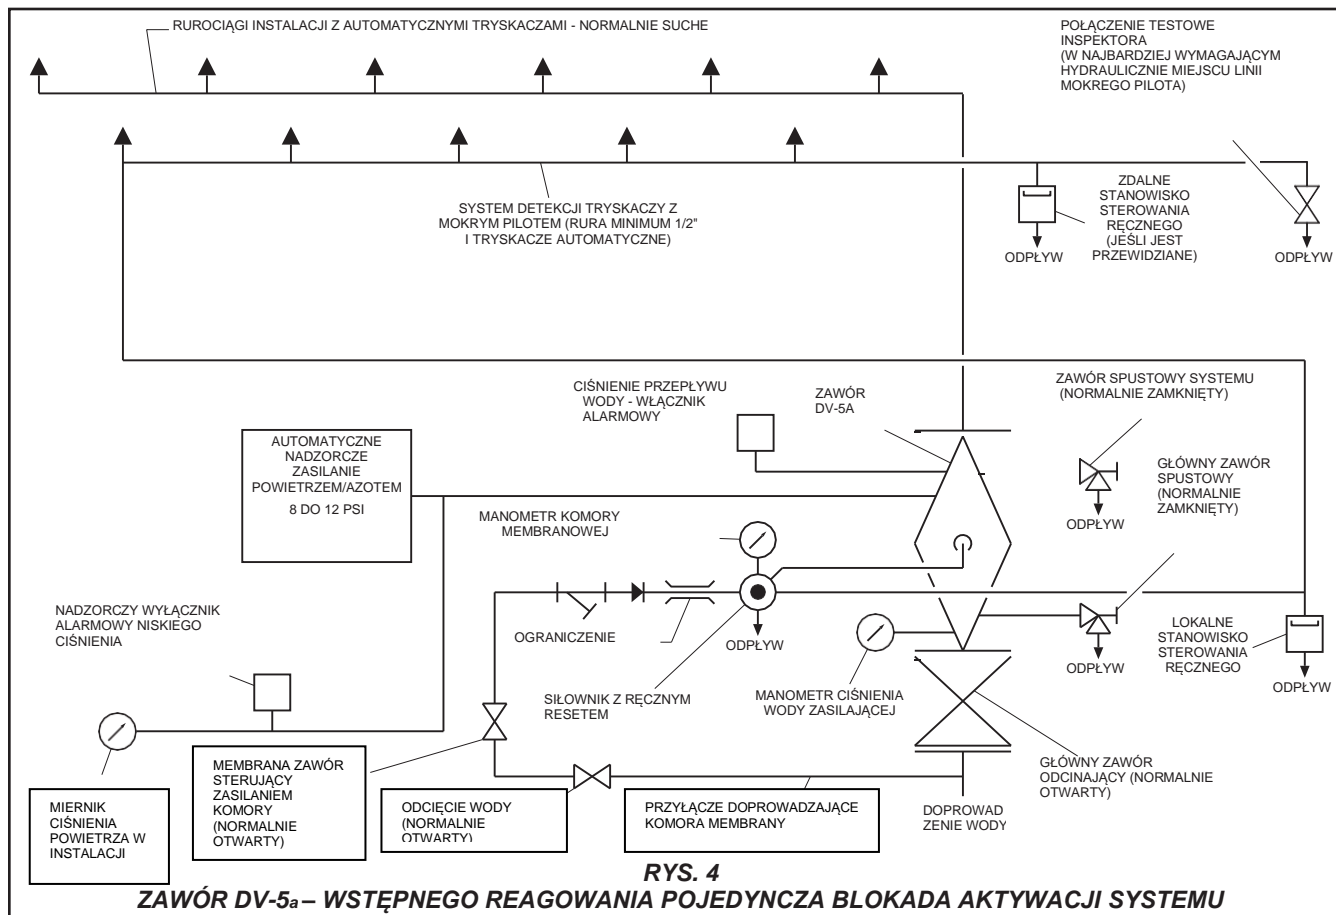 RUROCIĄGI INSTALACJI Z AUTOMATYCZNYMI TRYSKACZAMI - NORMALNIE SUCHE
POŁĄCZENIE TESTOWE
INSPEKTORA
(W NAJBARDZIEJ WYMAGAJĄCYM
HYDRAULICZNIE MIEJSCU LINII
MOKREGO PILOTA)
SYSTEM DETEKCJI TRYSKACZY Z
MOKRYM PILOTEM (RURA MINIMUM 1/2"
I TRYSKACZE AUTOMATYCZNE)
ODPŁYW
ZDALNE
STANOWISKO
STEROWANIA
RĘCZNEGO
(JEŚLI JEST
PRZEWIDZIANE)
ODPŁYW
CIŚNIENIE PRZEPŁYWU
WODY - WŁĄCZNIK
ALARMOWY
ZAWÓR
DV-5A
ZAWÓR SPUSTOWY SYSTEMU
(NORMALNIE ZAMKNIĘTY)
AUTOMATYCZNE
NADZORCZE
ZASILANIE
POWIETRZEM/AZOTEM
8 DO 12 PSI
GŁÓWNY ZAWÓR
SPUSTOWY
(NORMALNIE
ZAMKNIĘTY)
ODPŁYW
MANOMETR KOMORY
MEMBRANOWEJ
NADZORCZY WYŁĄCZNIK
ALARMOWY NISKIEGO
CIŚNIENIA
OGRANICZENIE
ODPŁYW
ODPŁYW
LOKALNE
STANOWISKO
STEROWANIA
RĘCZNEGO
ODPŁYW
SIŁOWNIK Z RĘCZNYM
RESETEM
MANOMETR CIŚNIENIA
WODY ZASILAJĄCEJ
GŁÓWNY ZAWÓR
ODCINAJĄCY (NORMALNIE
OTWARTY)
MIERNIK
CIŚNIENIA
POWIETRZA W
INSTALACJI
MEMBRANA ZAWÓR
STERUJĄCY
ZASILANIEM
KOMORY
(NORMALNIE
OTWARTY)
ODCIĘCIE WODY
(NORMALNIE
OTWARTY)
PRZYŁĄCZE DOPROWADZAJĄCE
KOMORA MEMBRANY
DOPROWAD
ZENIE WODY
RYS. 4
ZAWÓR DV-5a – WSTĘPNEGO REAGOWANIA POJEDYNCZA BLOKADA AKTYWACJI SYSTEMU